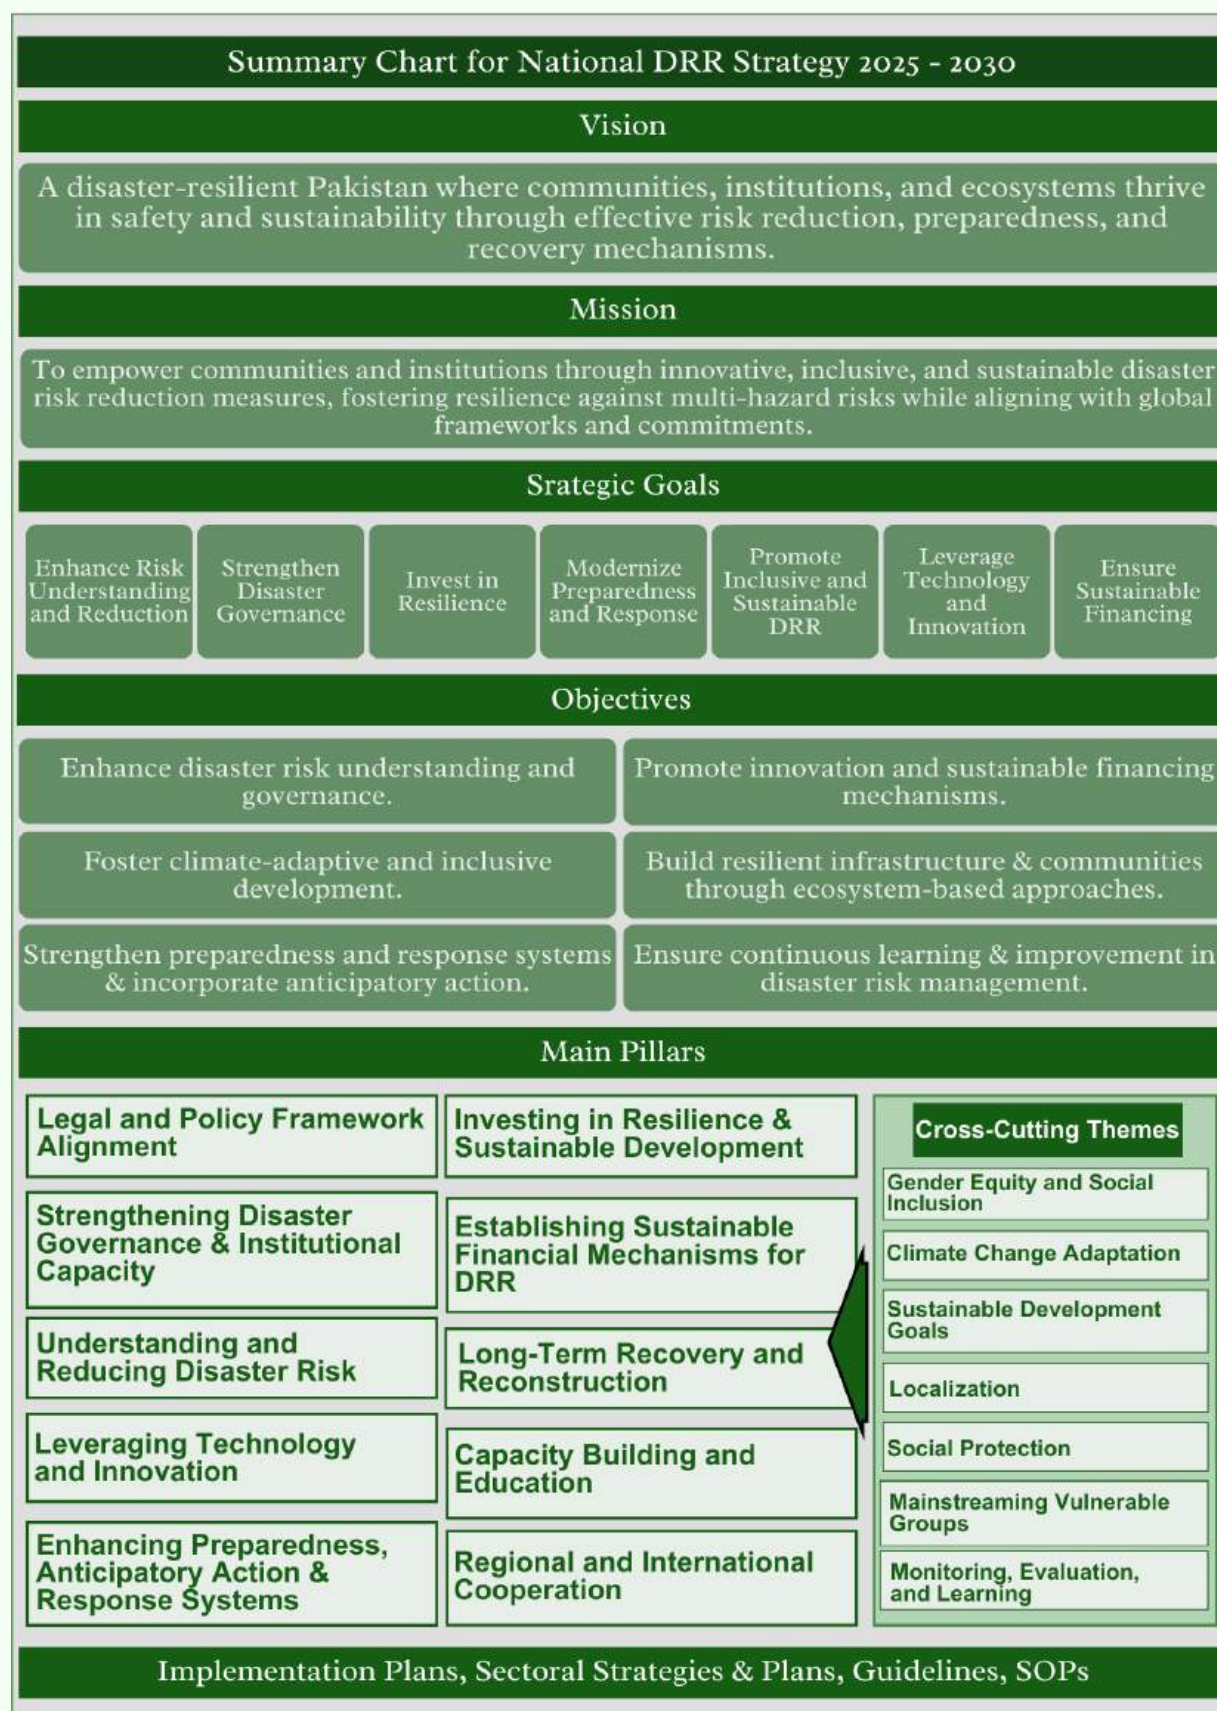 Summary Chart for National DRR Strategy 2025 - 2030
Vision
A disaster-resilient Pakistan where communities, institutions, and ecosystems thrive
in safety and sustainability through effective risk reduction, preparedness, and
recovery mechanisms.
Mission
To empower communities and institutions through innovative, inclusive, and sustainable disaster
risk reduction measures, fostering resilience against multi-hazard risks while aligning with global
frameworks and commitments.
Srategic Goals
Enhance Risk
Understanding
and Reduction
Strengthen
Disaster
Governance
Invest in
Resilience
Modernize
Preparedness
and Response
Promote
Inclusive and
Sustainable
DRR
Leverage
Technology
and
Innovation
Ensure
Sustainable
Financing
Objectives
Enhance disaster risk understanding and
governance.
Promote innovation and sustainable financing
mechanisms.
Foster climate-adaptive and inclusive
development.
Build resilient infrastructure & communities
through ecosystem-based approaches.
Strengthen preparedness and response systems
& incorporate anticipatory action.
Ensure continuous learning & improvement in
disaster risk management.
Main Pillars
Legal and Policy Framework
Alignment
Strengthening Disaster
Governance & Institutional
Capacity
Understanding and
Reducing Disaster Risk
Leveraging Technology
and Innovation
Enhancing Preparedness,
Anticipatory Action &
Response Systems
Investing in Resilience &
Sustainable Development
Establishing Sustainable
Financial Mechanisms for
DRR
Long-Term Recovery and
Reconstruction
Capacity Building and
Education
Regional and International
Cooperation
Cross-Cutting Themes
Gender Equity and Social
Inclusion
Climate Change Adaptation
Sustainable Development
Goals
Localization
Social Protection
Mainstreaming Vulnerable
Groups
Monitoring, Evaluation,
and Learning
Implementation Plans, Sectoral Strategies & Plans, Guidelines, SOPs